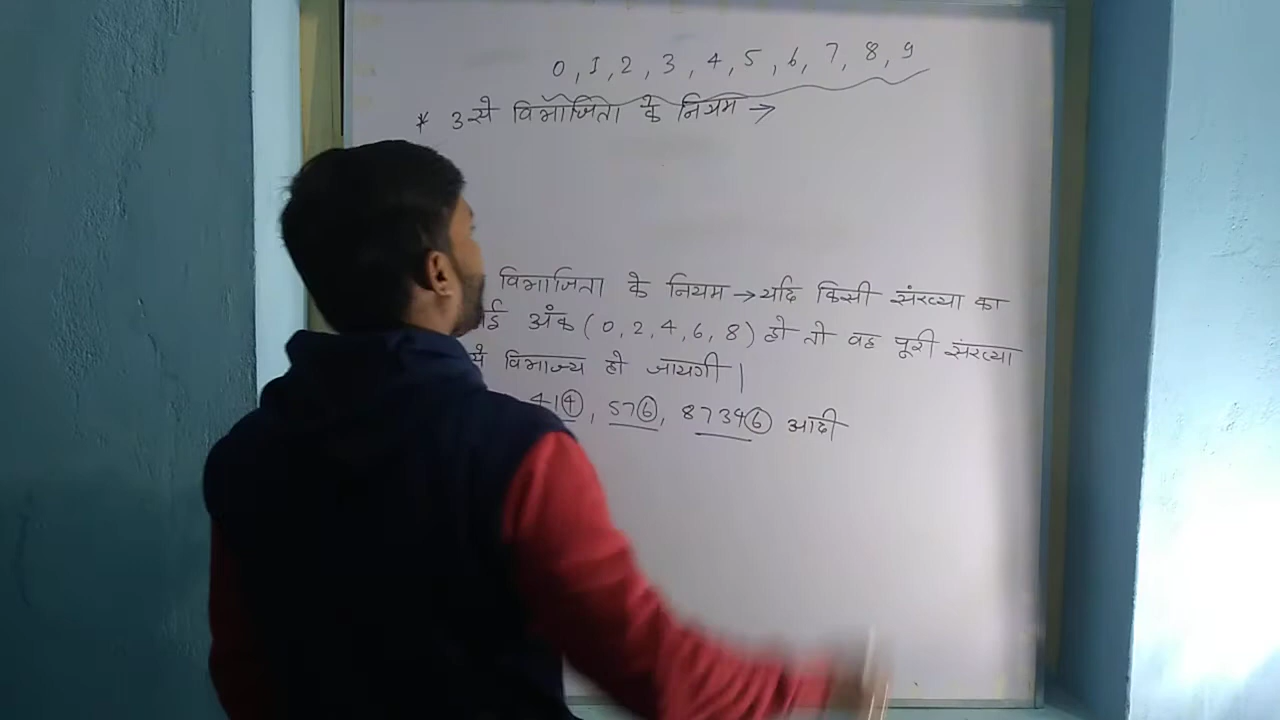 0, 1, 2, 3, 4, 5, 6, 7, 8, 9
* 3 से विभाजिता के नियम →
विभाजिता के नियम → यदि किसी संख्या का
अंक (0, 2, 4, 6, 8) हो तो वह पूरी संख्या
से विभाज्य हो जायगी |
414, 576, 87346 आदी